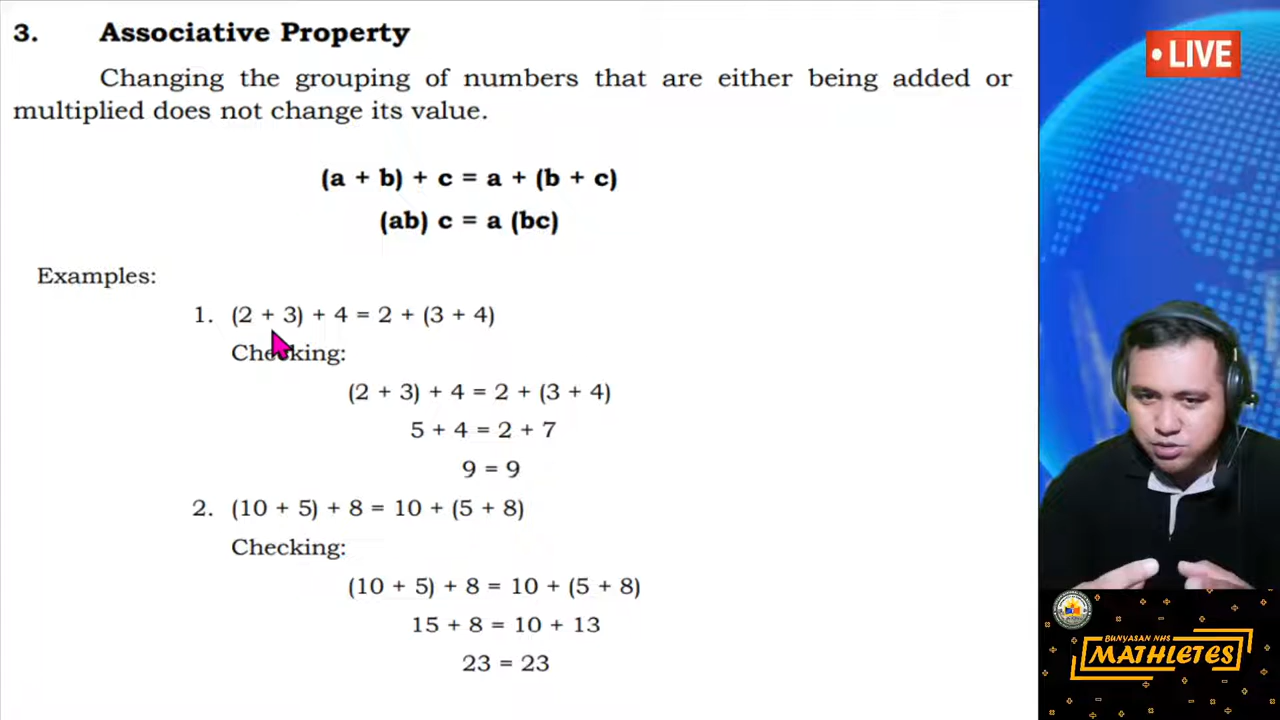 3. Associative Property
Changing the grouping of numbers that are either being added or
multiplied does not change its value.
(a + b) + c = a + (b + c)
(ab) c = a (bc)
Examples:
1. (2 + 3) + 4 = 2 + (3 + 4)
Checking:
(2 + 3) + 4 = 2 + (3 + 4)
5 + 4 = 2 + 7
9 = 9
2. (10 + 5) + 8 = 10 + (5 + 8)
Checking:
(10 + 5) + 8 = 10 + (5 + 8)
15 + 8 = 10 + 13
23 = 23
• LIVE
BUNYASAN NHS
MATHLETES